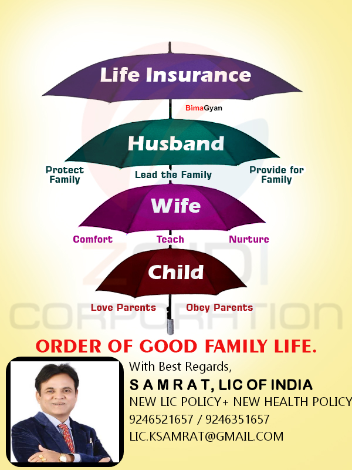 Life Insurance
BimaGyan
Husband
Protect Family
Lead the Family
Provide for Family
Wife
Comfort Teach Nurture
Child
Love Parents Obey Parents
CORPORATION
ORDER OF GOOD FAMILY LIFE.
With Best Regards,
S A M R A T, LIC OF INDIA
NEW LIC POLICY+ NEW HEALTH POLICY
9246521657 / 9246351657
LIC.KSAMRAT@GMAIL.COM